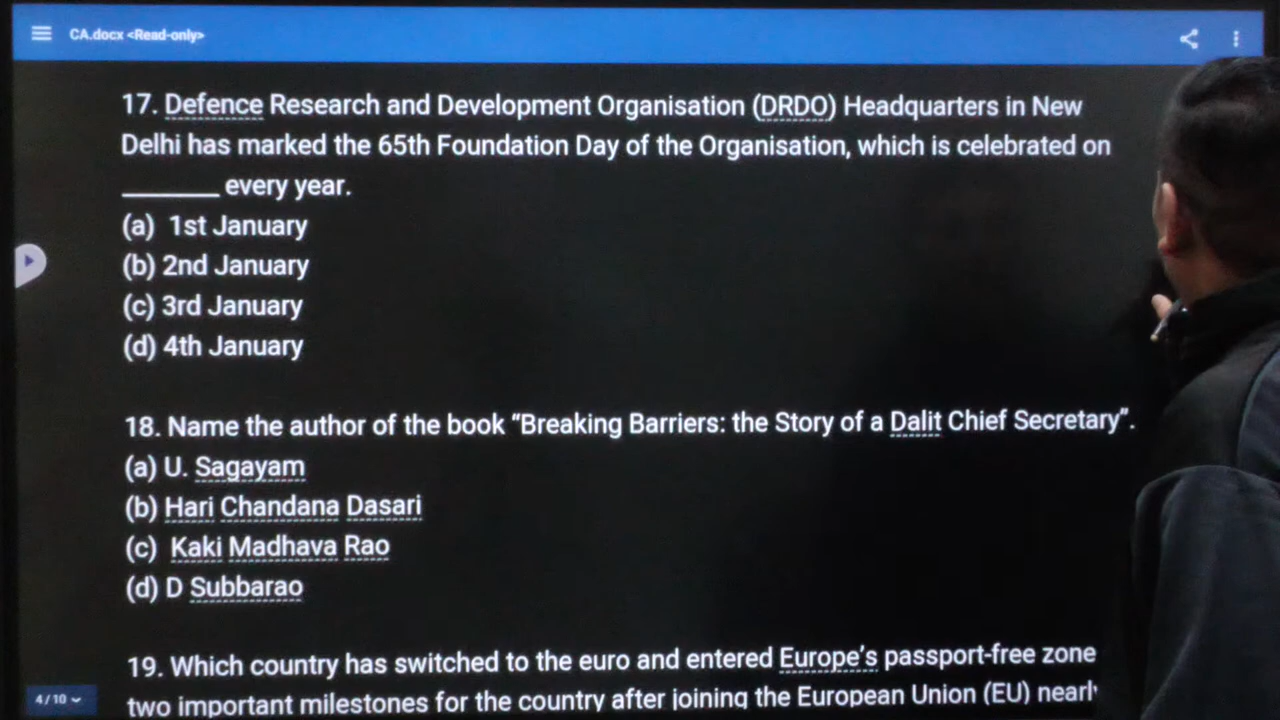 CA.docx <Read-only>
17. Defence Research and Development Organisation (DRDO) Headquarters in New
Delhi has marked the 65th Foundation Day of the Organisation, which is celebrated on
_______ every year.
(a) 1st January
(b) 2nd January
(c) 3rd January
(d) 4th January
18. Name the author of the book “Breaking Barriers: the Story of a Dalit Chief Secretary”.
(a) U. Sagayam
(b) Hari Chandana Dasari
(c) Kaki Madhava Rao
(d) D Subbarao
19. Which country has switched to the euro and entered Europe’s passport-free zone
two important milestones for the country after joining the European Union (EU) nearly
4/10